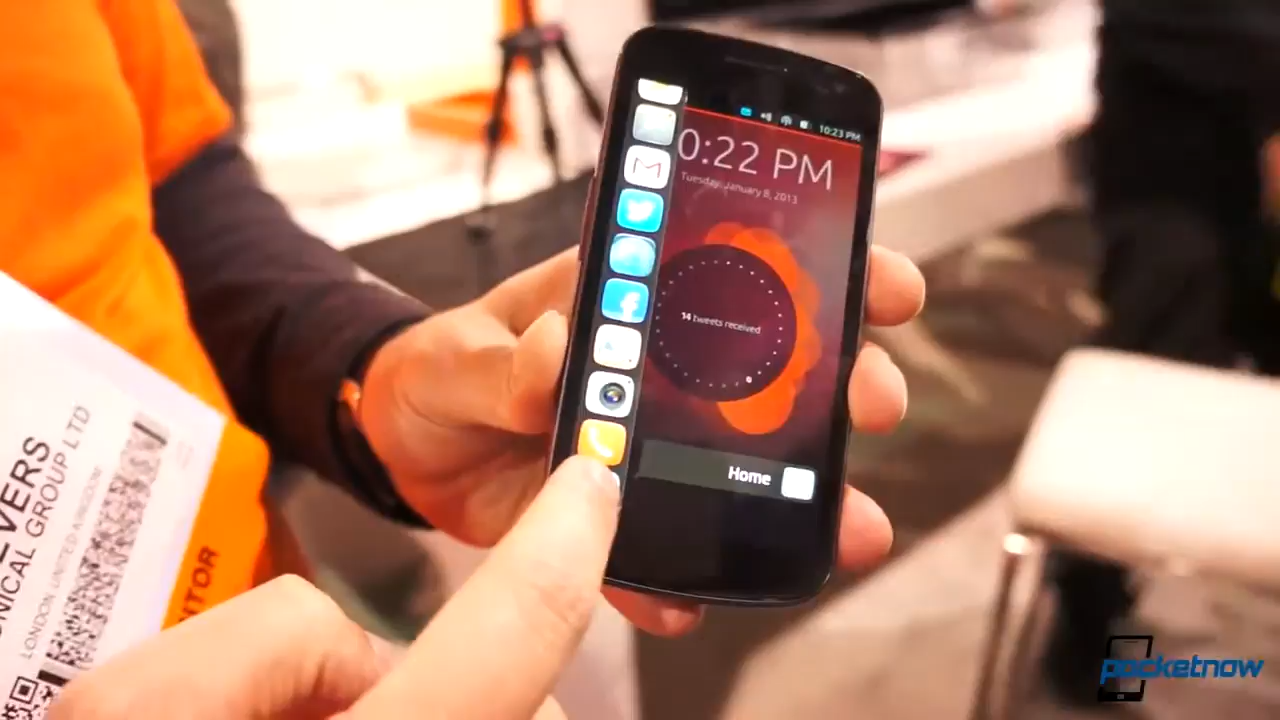 10:23 PM
0:22 PM
Tuesday, January 8, 2013
14 tweets received
Home
VERS
NICAL GROUP LTD
LONDON, UNITED KINGDOM
ITOR
pocketnow